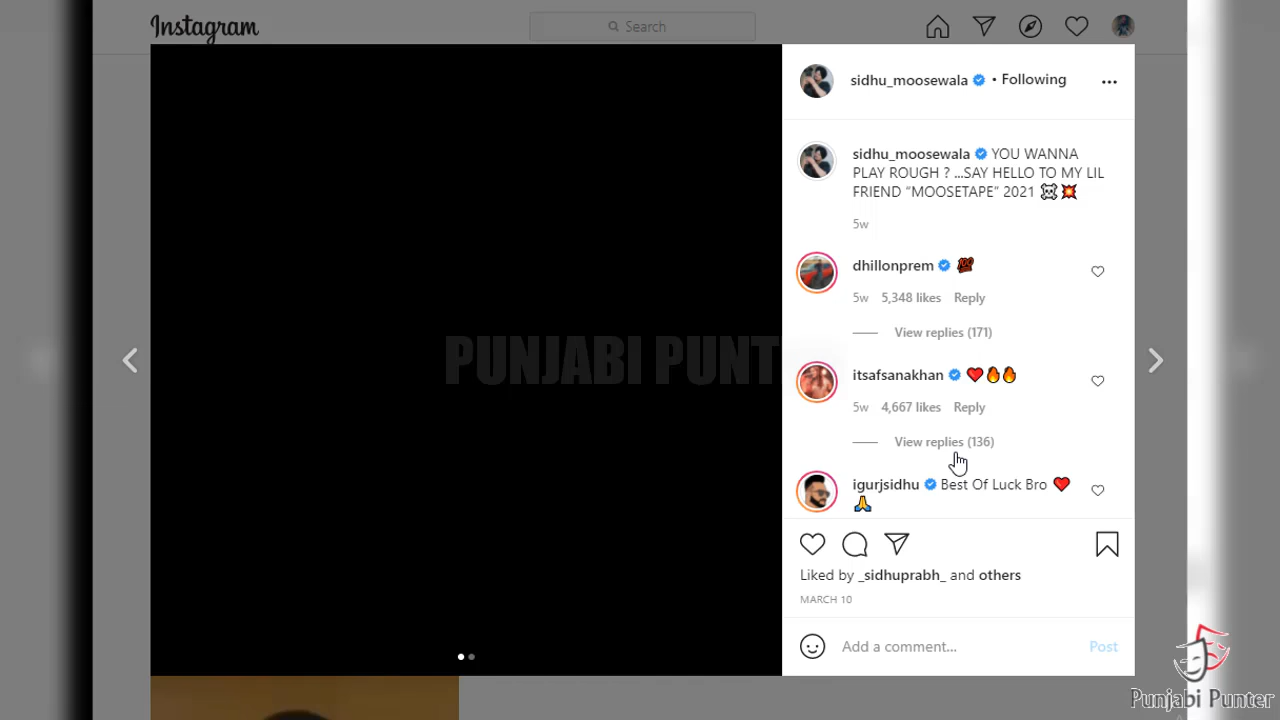 Instagram
Search
sidhu_moosewala • Following
sidhu_moosewala YOU WANNA
PLAY ROUGH ? ...SAY HELLO TO MY LIL
FRIEND “MOOSETAPE” 2021
5w
dhillonprem 💯
5w 5,348 likes Reply
View replies (171)
PUNJABI PUNT
itsafsanakhan
5w 4,667 likes Reply
View replies (136)
igurjsidhu Best Of Luck Bro
Liked by _sidhuprabh_ and others
MARCH 10
Add a comment... Post
Punjabi Punter